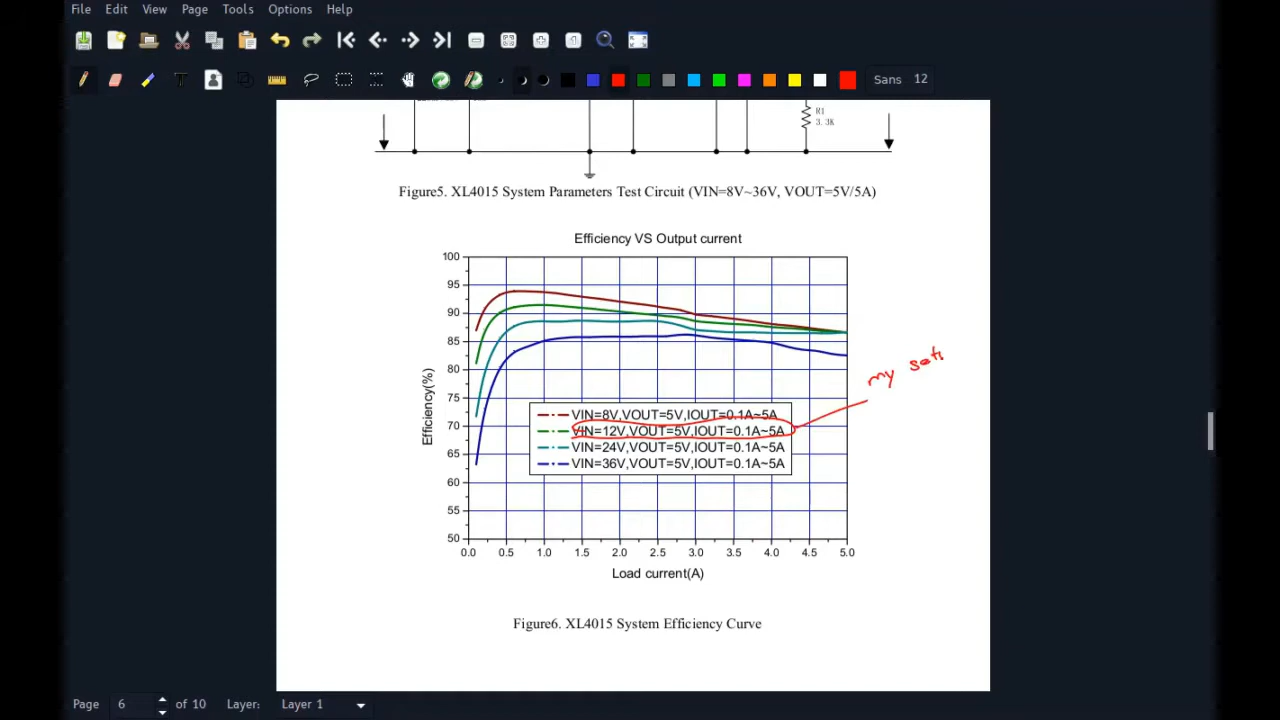 File Edit View Page Tools Options Help
Sans 12
R1
3.3K
Figure5. XL4015 System Parameters Test Circuit (VIN=8V~36V, VOUT=5V/5A)
Efficiency VS Output current
100
95
90
85
80
75
70
65
60
55
50
Efficiency(%)
my set
VIN=8V,VOUT=5V,IOUT=0.1A~5A
VIN=12V,VOUT=5V,IOUT=0.1A~5A
VIN=24V,VOUT=5V,IOUT=0.1A~5A
VIN=36V,VOUT=5V,IOUT=0.1A~5A
0.0 0.5 1.0 1.5 2.0 2.5 3.0 3.5 4.0 4.5 5.0
Load current(A)
Figure6. XL4015 System Efficiency Curve
Page 6 of 10 Layer: Layer 1